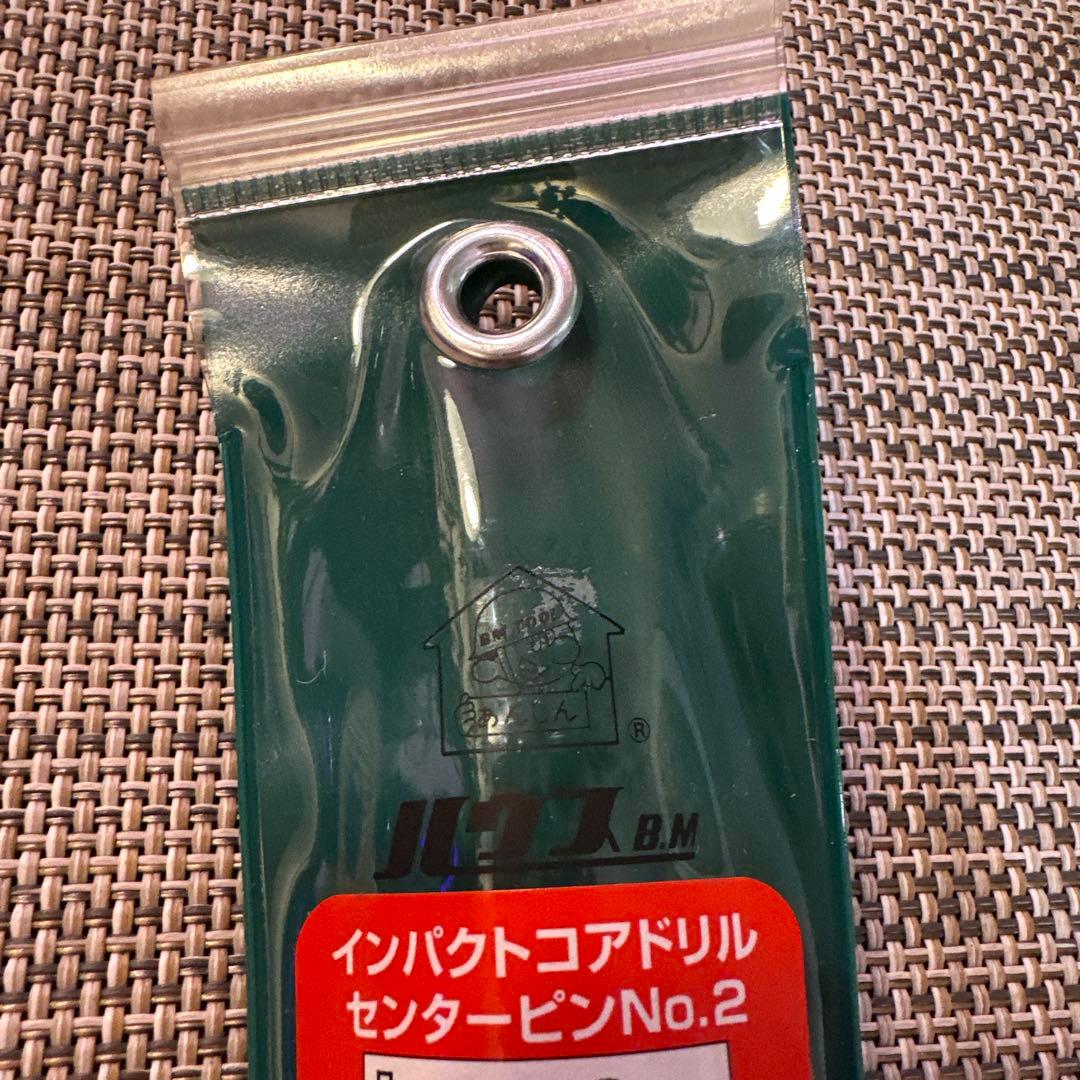 B.M TOOL
あんしん
®
ハウス B.M
インパクトコアドリル
センターピンNo.2